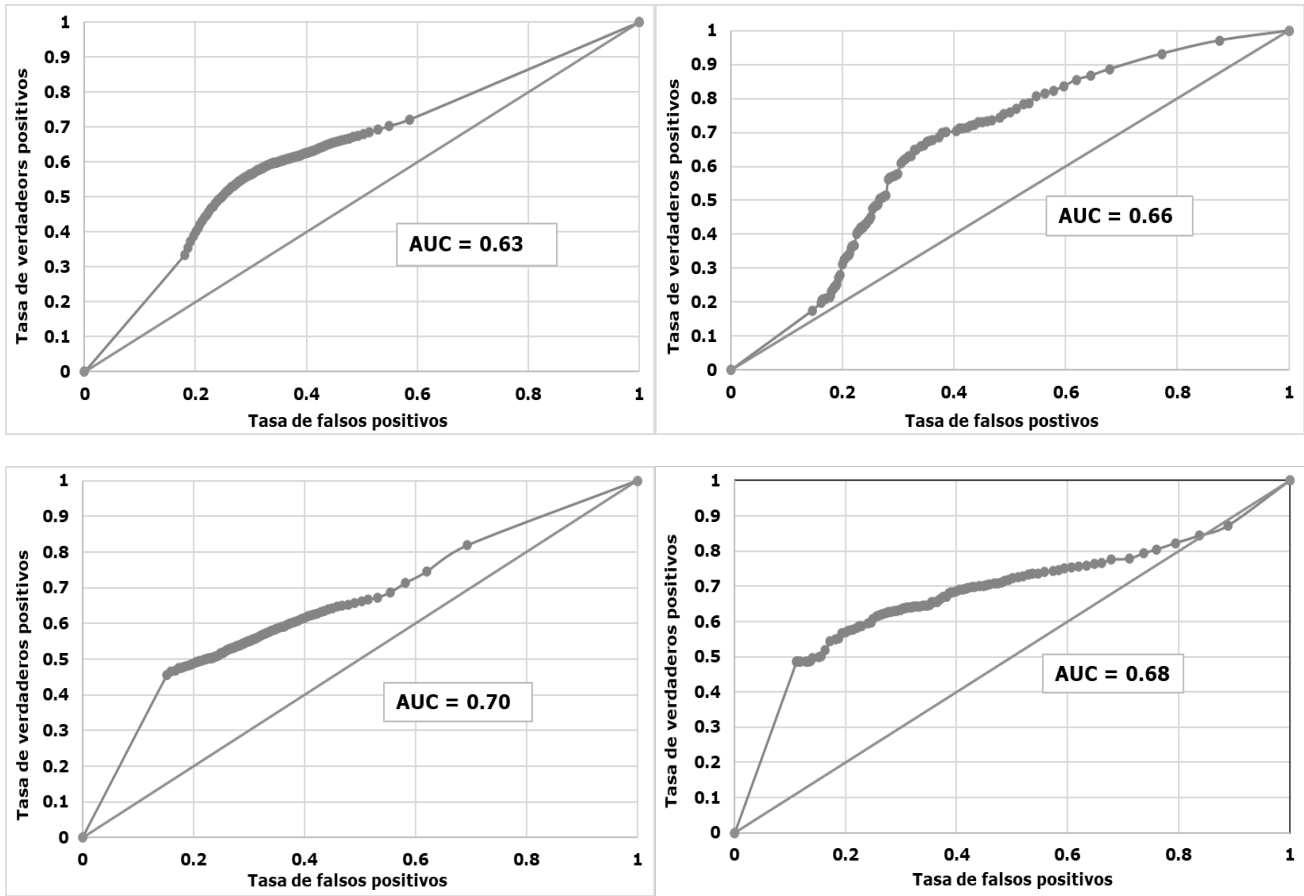 Tasa de verdadeors positivos
1
0.9
0.8
0.7
0.6
0.5
0.4
0.3
0.2
0.1
0
AUC = 0.63
0 0.2 0.4 0.6 0.8 1
Tasa de falsos positivos
Tasa de verdaderos positivos
1
0.9
0.8
0.7
0.6
0.5
0.4
0.3
0.2
0.1
0
AUC = 0.66
0 0.2 0.4 0.6 0.8 1
Tasa de falsos postivos
Tasa de verdaderos positivos
1
0.9
0.8
0.7
0.6
0.5
0.4
0.3
0.2
0.1
0
AUC = 0.70
0 0.2 0.4 0.6 0.8 1
Tasa de falsos positivos
Tasa de verdaderos positivos
1
0.9
0.8
0.7
0.6
0.5
0.4
0.3
0.2
0.1
0
AUC = 0.68
0 0.2 0.4 0.6 0.8 1
Tasa de falsos positivos